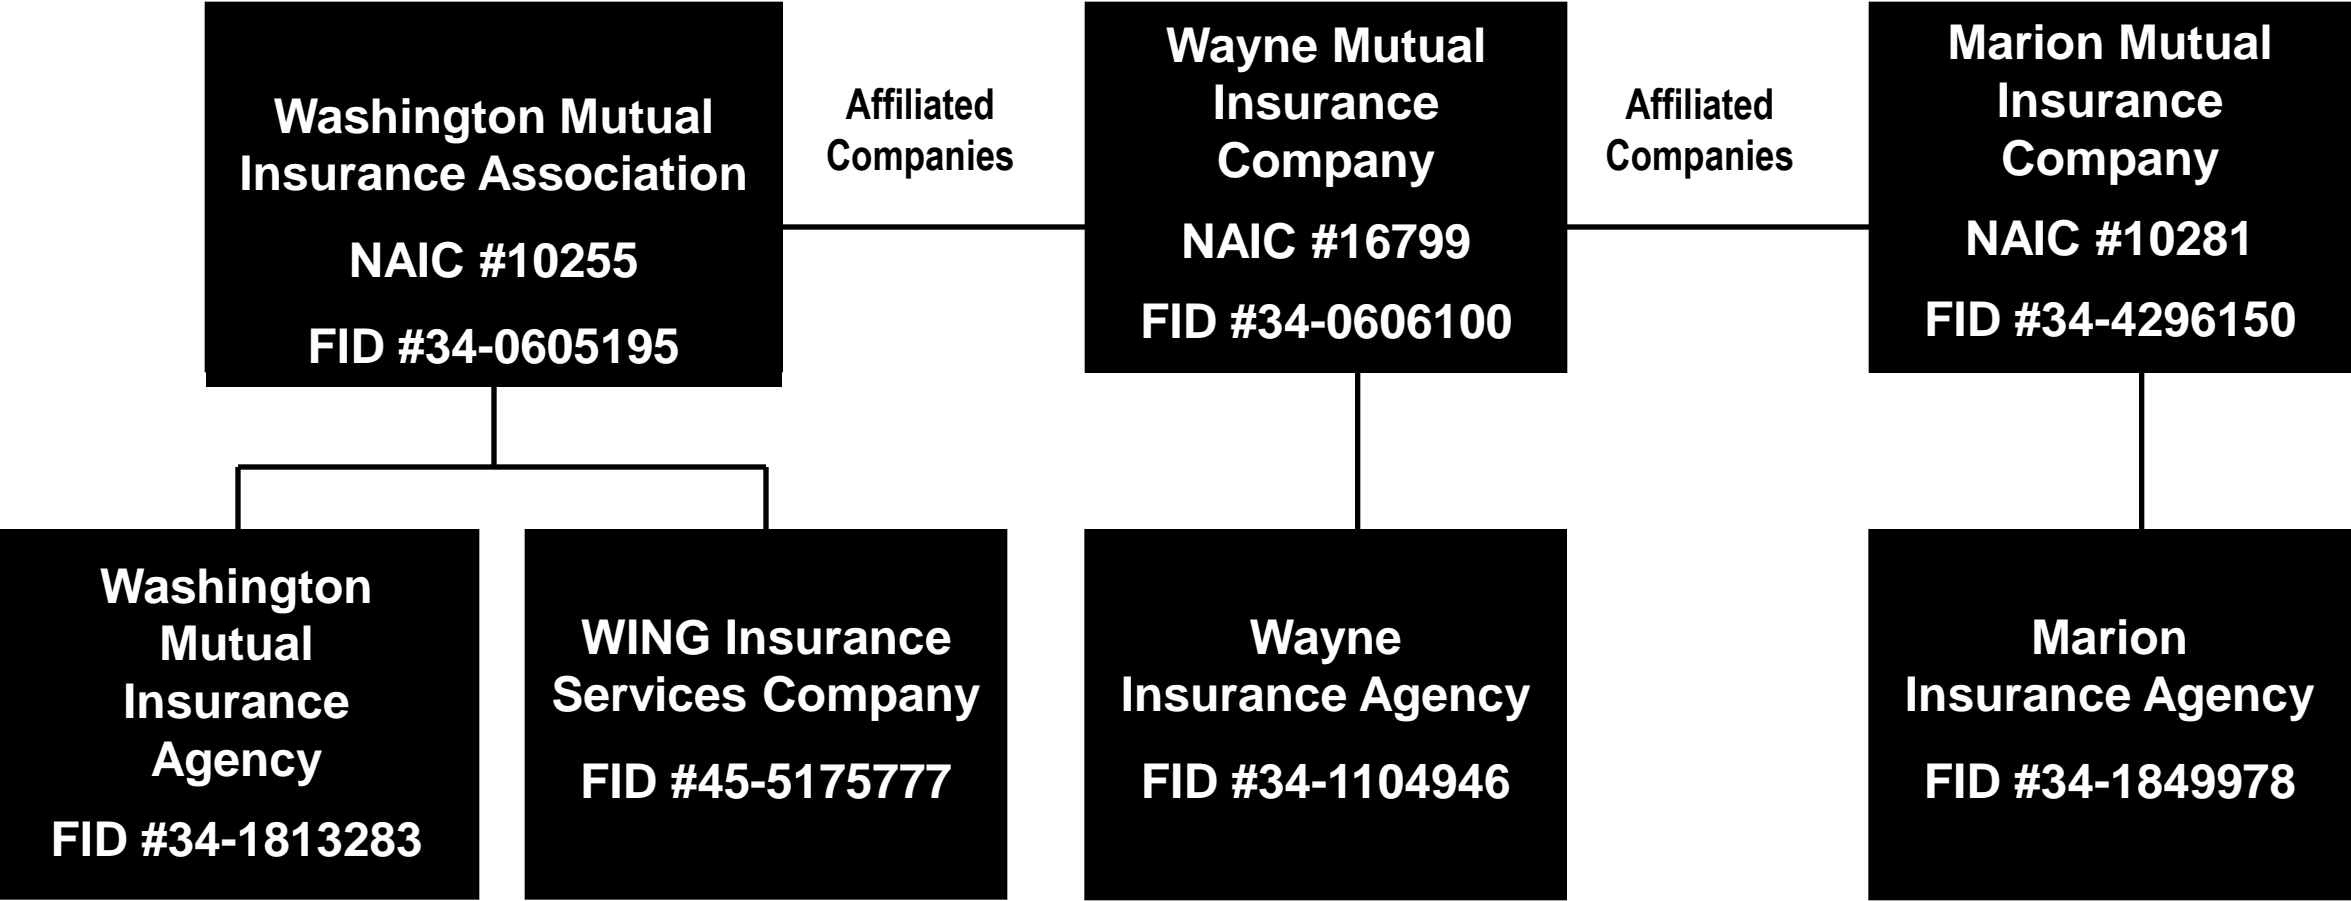 Washington Mutual
Insurance Association
NAIC #10255
FID #34-0605195
Affiliated
Companies
Wayne Mutual
Insurance
Company
NAIC #16799
FID #34-0606100
Affiliated
Companies
Marion Mutual
Insurance
Company
NAIC #10281
FID #34-4296150
Washington
Mutual
Insurance
Agency
FID #34-1813283
WING Insurance
Services Company
FID #45-5175777
Wayne
Insurance Agency
FID #34-1104946
Marion
Insurance Agency
FID #34-1849978